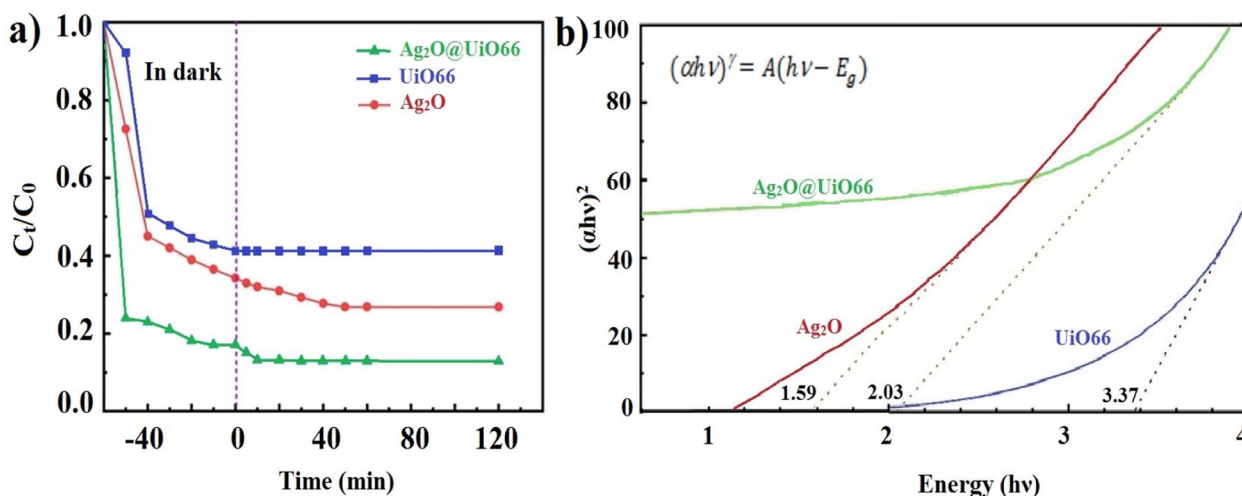 a)
In dark
Ag₂O@UiO66
UiO66
Ag₂O
1.0
0.8
0.6
0.4
0.2
0.0
Cₜ/C₀
-40
0
40
80
120
Time (min)
b)
(αhν)ᵞ = A(hν − E_g)
100
80
60
40
20
0
(αhν)²
Ag₂O@UiO66
Ag₂O
UiO66
1.59
2.03
3.37
1
2
3
4
Energy (hν)